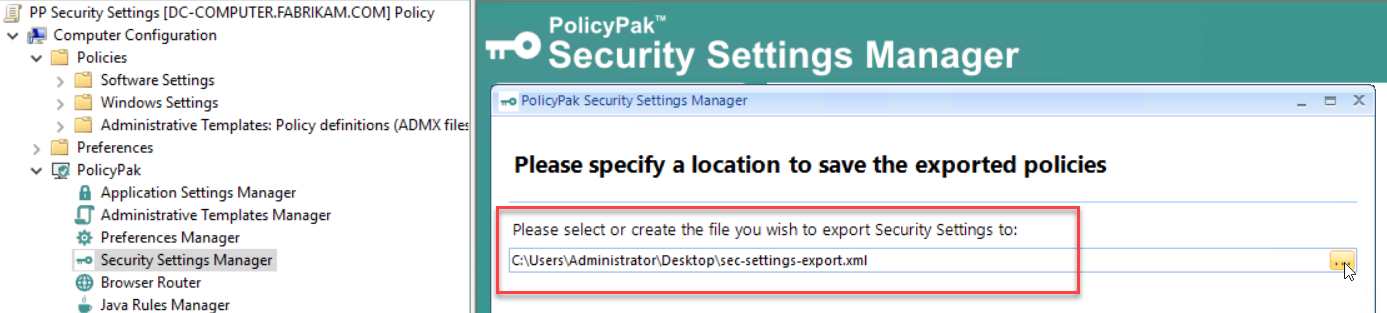 PP Security Settings [DC-COMPUTER.FABRIKAM.COM] Policy
Computer Configuration
Policies
Software Settings
Windows Settings
Administrative Templates: Policy definitions (ADMX files
Preferences
PolicyPak
Application Settings Manager
Administrative Templates Manager
Preferences Manager
Security Settings Manager
Browser Router
Java Rules Manager
PolicyPak™
Security Settings Manager
PolicyPak Security Settings Manager
Please specify a location to save the exported policies
Please select or create the file you wish to export Security Settings to:
C:\Users\Administrator\Desktop\sec-settings-export.xml
...